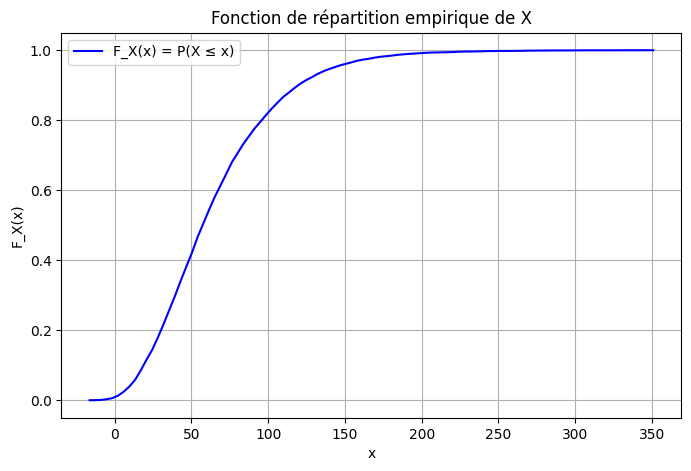 Fonction de répartition empirique de X
F_X(x) = P(X ≤ x)
1.0
0.8
0.6
0.4
0.2
0.0
F_X(x)
0 50 100 150 200 250 300 350
x